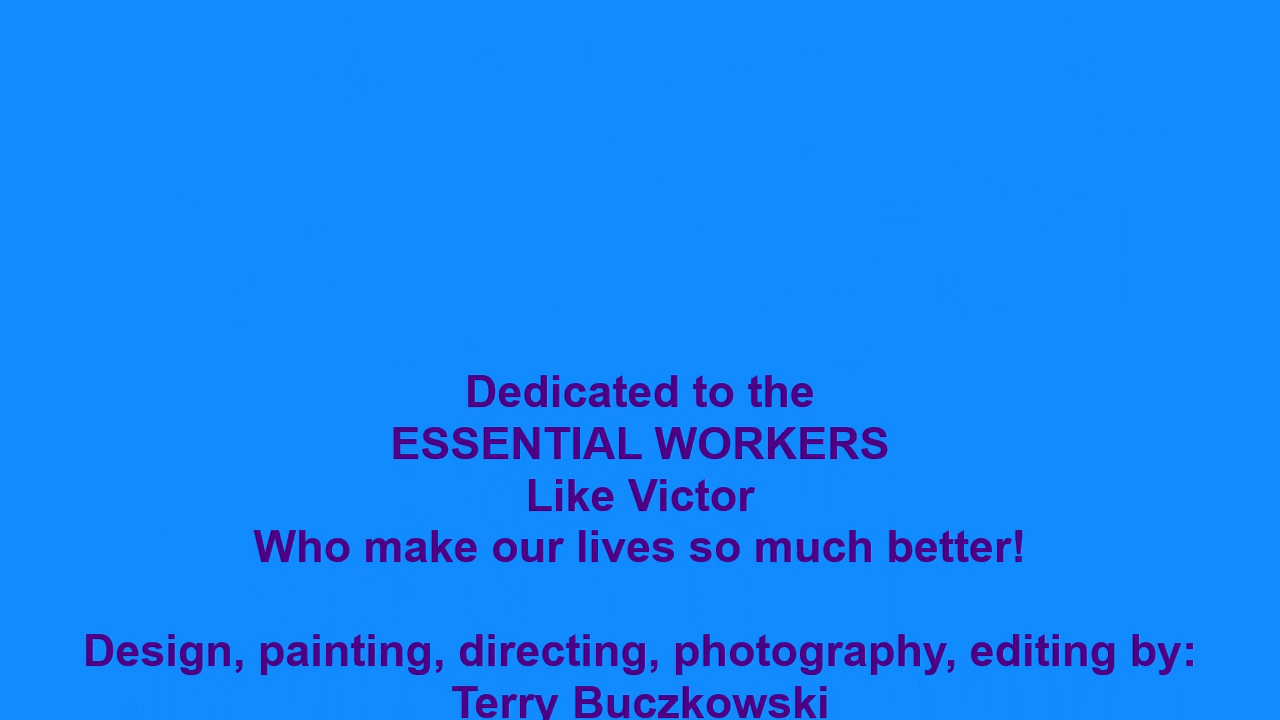 Dedicated to the
ESSENTIAL WORKERS
Like Victor
Who make our lives so much better!
Design, painting, directing, photography, editing by:
Terry Buczkowski